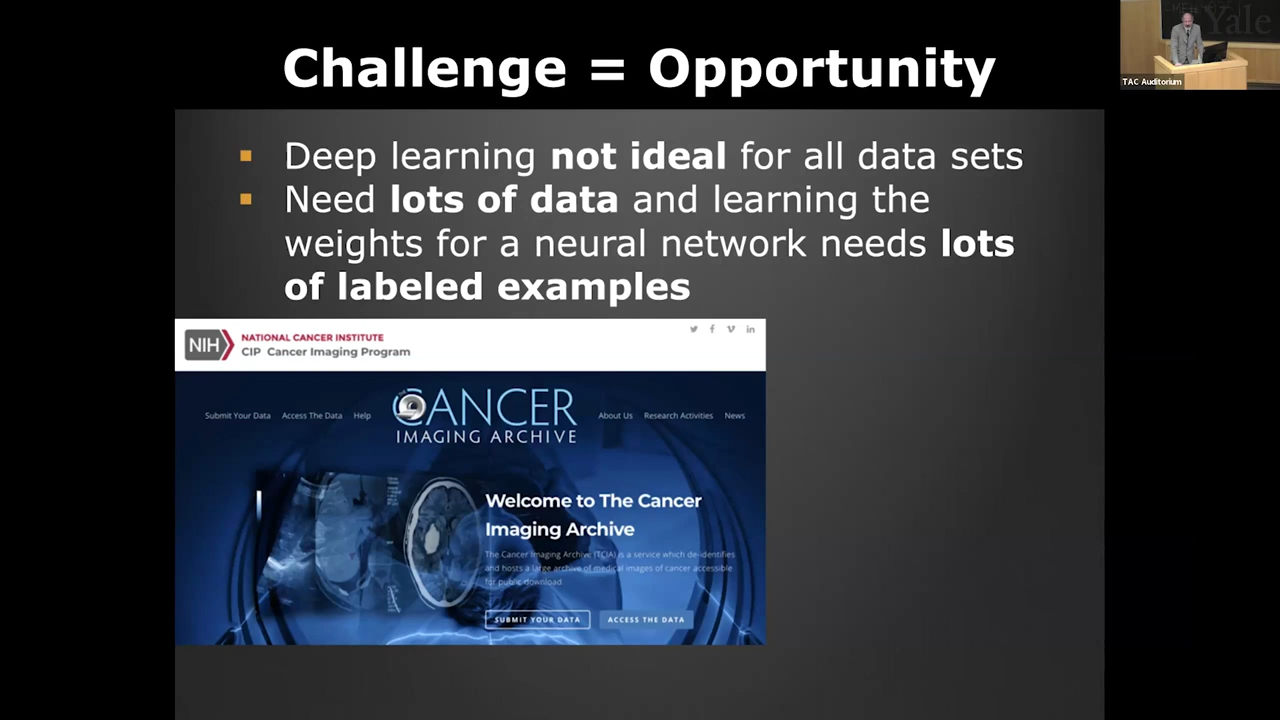 Challenge = Opportunity
Yale
TAC Auditorium
Deep learning not ideal for all data sets
Need lots of data and learning the
weights for a neural network needs lots
of labeled examples
NIH
NATIONAL CANCER INSTITUTE
CIP Cancer Imaging Program
Submit Your Data Access The Data Help
THE
CANCER
IMAGING ARCHIVE
About Us Research Activities News
Welcome to The Cancer
Imaging Archive
The Cancer Imaging Archive (TCIA) is a service which de-identifies
and hosts a large archive of medical images of cancer accessible
for public download
SUBMIT YOUR DATA ACCESS THE DATA